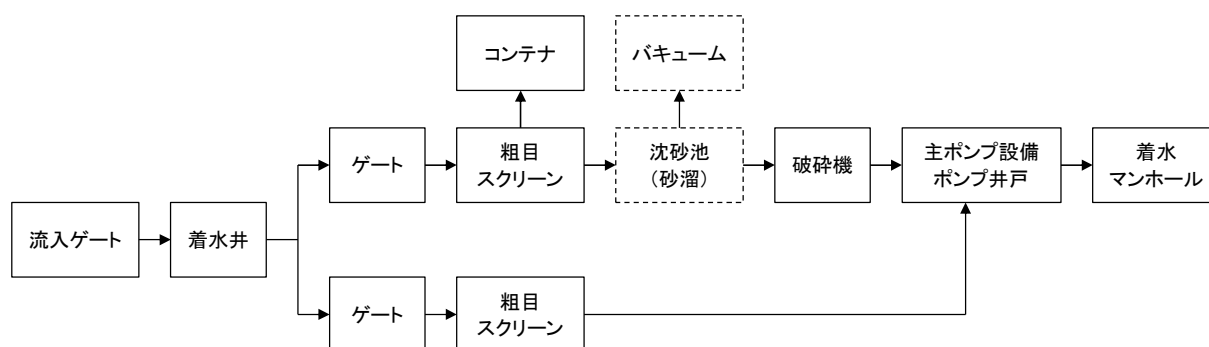 コンテナ
バキューム
ゲート
粗目
スクリーン
沈砂池
（砂溜）
破砕機
主ポンプ設備
ポンプ井戸
着水
マンホール
流入ゲート
着水井
ゲート
粗目
スクリーン